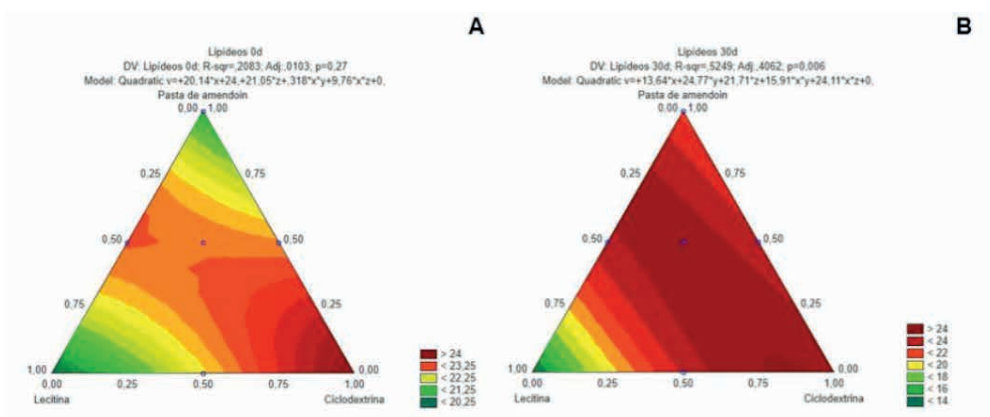 A
Lipídeos 0d
DV: Lipídeos 0d; R-sqr=,2083; Adj:,0103; p=0.27
Model: Quadratic v=+20,14*x+24,+21,05*z+,318*x*y+9,76*x*z+0,
Pasta de amendoin
0,00 1,00
0,25 0,75
0,50 0,50
0,75 0,25
1,00 0,00
0,00 0,25 0,50 0,75 1,00
Lecitina Ciclodextrina
> 24
< 23,25
< 22,25
< 21,25
< 20,25
B
Lipídeos 30d
DV: Lipídeos 30d; R-sqr=,5249; Adj:,4062; p=0,006
Model: Quadratic v=+13,64*x+24,77*y+21,71*z+15,91*x*y+24,11*x*z+0,
Pasta de amendoin
0.00 1,00
0,25 0,75
0,50 0,50
0,75 0,25
1,00 0,00
0,00 0,25 0,50 0,75 1,00
Lecitina Ciclodextrina
> 24
< 24
< 22
< 20
< 18
< 16
< 14